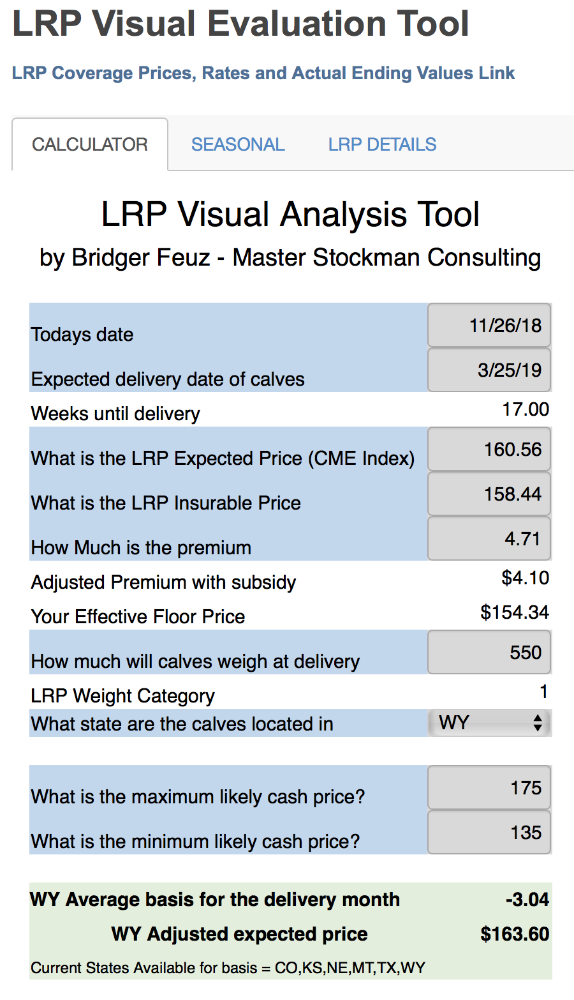 LRP Visual Evaluation Tool
LRP Coverage Prices, Rates and Actual Ending Values Link
CALCULATOR SEASONAL LRP DETAILS
LRP Visual Analysis Tool
by Bridger Feuz - Master Stockman Consulting
Todays date 11/26/18
Expected delivery date of calves 3/25/19
Weeks until delivery 17.00
What is the LRP Expected Price (CME Index) 160.56
What is the LRP Insurable Price 158.44
How Much is the premium 4.71
Adjusted Premium with subsidy $4.10
Your Effective Floor Price $154.34
How much will calves weigh at delivery 550
LRP Weight Category 1
What state are the calves located in WY
What is the maximum likely cash price? 175
What is the minimum likely cash price? 135
WY Average basis for the delivery month -3.04
WY Adjusted expected price $163.60
Current States Available for basis = CO,KS,NE,MT,TX,WY